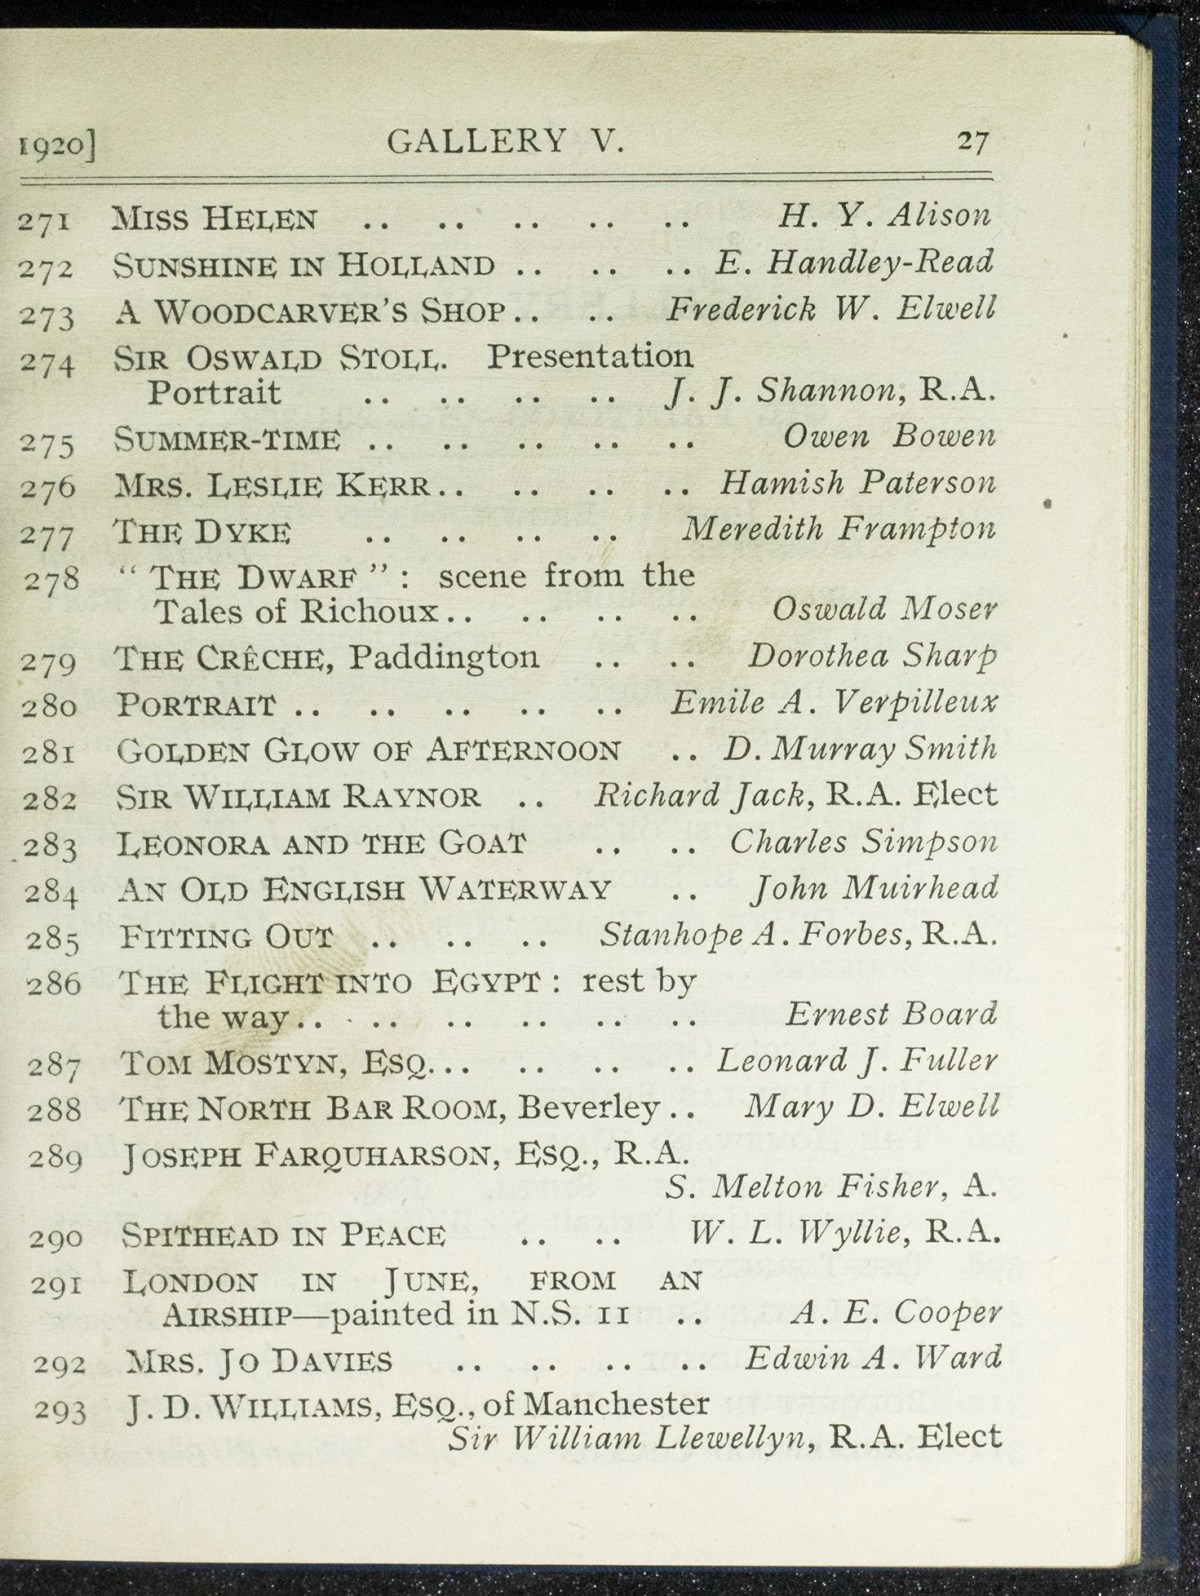 1920] GALLERY V. 27
271 MISS HELEN .. .. .. .. .. H. Y. Alison
272 SUNSHINE IN HOLLAND .. .. .. E. Handley-Read
273 A WOODCARVER'S SHOP .. .. Frederick W. Elwell
274 SIR OSWALD STOLL. Presentation
Portrait .. .. .. .. J. J. Shannon, R.A.
275 SUMMER-TIME .. .. .. .. .. Owen Bowen
276 MRS. LESLIE KERR .. .. .. .. Hamish Paterson
277 THE DYKE .. .. .. .. Meredith Frampton
278 “ THE DWARF ” : scene from the
Tales of Richoux .. .. .. .. Oswald Moser
279 THE CRÊCHE, Paddington .. .. Dorothea Sharp
280 PORTRAIT .. .. .. .. .. Emile A. Verpilleux
281 GOLDEN GLOW OF AFTERNOON .. D. Murray Smith
282 SIR WILLIAM RAYNOR .. Richard Jack, R.A. Elect
283 LEONORA AND THE GOAT .. .. Charles Simpson
284 AN OLD ENGLISH WATERWAY .. John Muirhead
285 FITTING OUT .. .. .. Stanhope A. Forbes, R.A.
286 THE FLIGHT INTO EGYPT : rest by
the way .. .. .. .. .. .. Ernest Board
287 TOM MOSTYN, ESQ. .. .. .. .. Leonard J. Fuller
288 THE NORTH BAR ROOM, Beverley .. Mary D. Elwell
289 JOSEPH FARQUHARSON, ESQ., R.A.
S. Melton Fisher, A.
290 SPITHEAD IN PEACE .. .. W. L. Wyllie, R.A.
291 LONDON IN JUNE, FROM AN
AIRSHIP—painted in N.S. 11 .. A. E. Cooper
292 MRS. JO DAVIES .. .. .. .. Edwin A. Ward
293 J. D. WILLIAMS, ESQ., of Manchester
Sir William Llewellyn, R.A. Elect